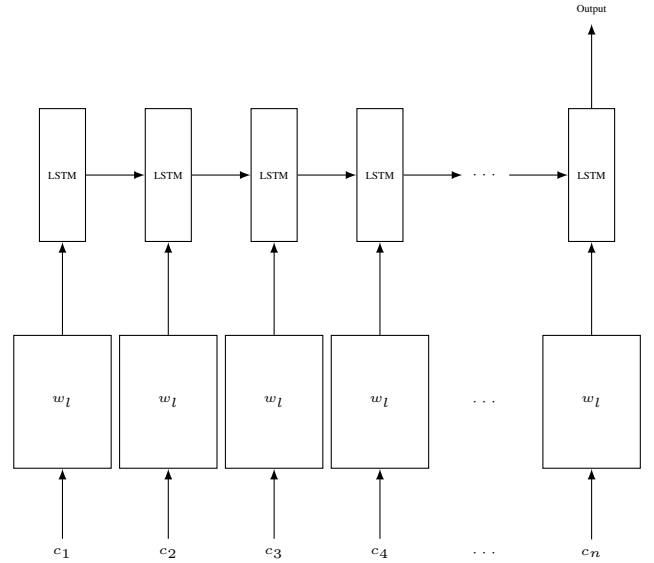 Output
LSTM LSTM LSTM LSTM ... LSTM
w_l w_l w_l w_l ... w_l
c_1 c_2 c_3 c_4 ... c_n